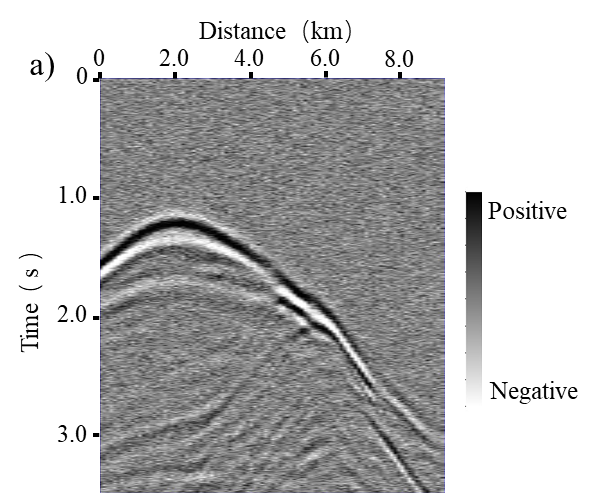 Distance（km）
0 2.0 4.0 6.0 8.0
a)
0
1.0
2.0
3.0
Time（s）
Positive
Negative